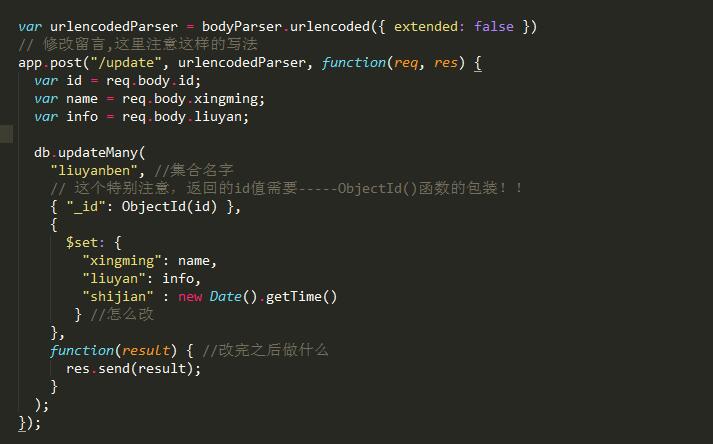 var urlencodedParser = bodyParser.urlencoded({ extended: false })
// 修改留言,这里注意这样的写法
app.post("/update", urlencodedParser, function(req, res) {
  var id = req.body.id;
  var name = req.body.xingming;
  var info = req.body.liuyan;

  db.updateMany(
    "liuyanben", //集合名字
    // 这个特别注意，返回的id值需要-----ObjectId()函数的包装！！
    { "_id": ObjectId(id) },
    {
      $set: {
        "xingming": name,
        "liuyan": info,
        "shijian" : new Date().getTime()
       } //怎么改
    },
    function(result) { //改完之后做什么
      res.send(result);
    }
  );
});